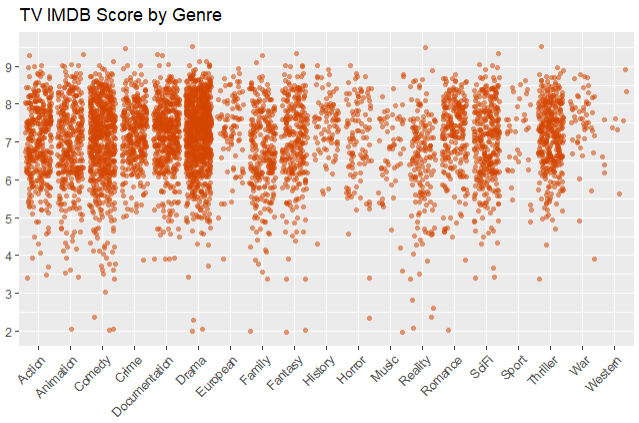 TV IMDB Score by Genre
9
8
7
6
5
4
3
2
Action
Animation
Comedy
Crime
Documentation
Drama
European
Family
Fantasy
History
Horror
Music
Reality
Romance
SciFi
Sport
Thriller
War
Western